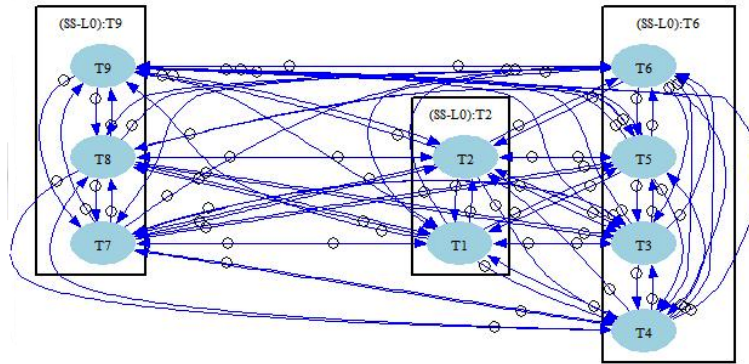 (SS-L0):T9
(SS-L0):T6
T9
T6
(SS-L0):T2
T8
T2
T5
T7
T1
T3
T4